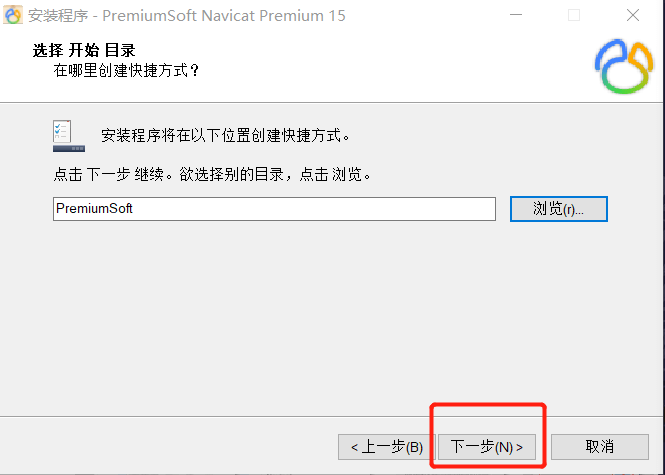 安装程序 - PremiumSoft Navicat Premium 15
选择 开始 目录
在哪里创建快捷方式？
安装程序将在以下位置创建快捷方式。
点击 下一步 继续。欲选择别的目录，点击 浏览。
PremiumSoft 浏览(r)...
< 上一步(B) 下一步(N) > 取消